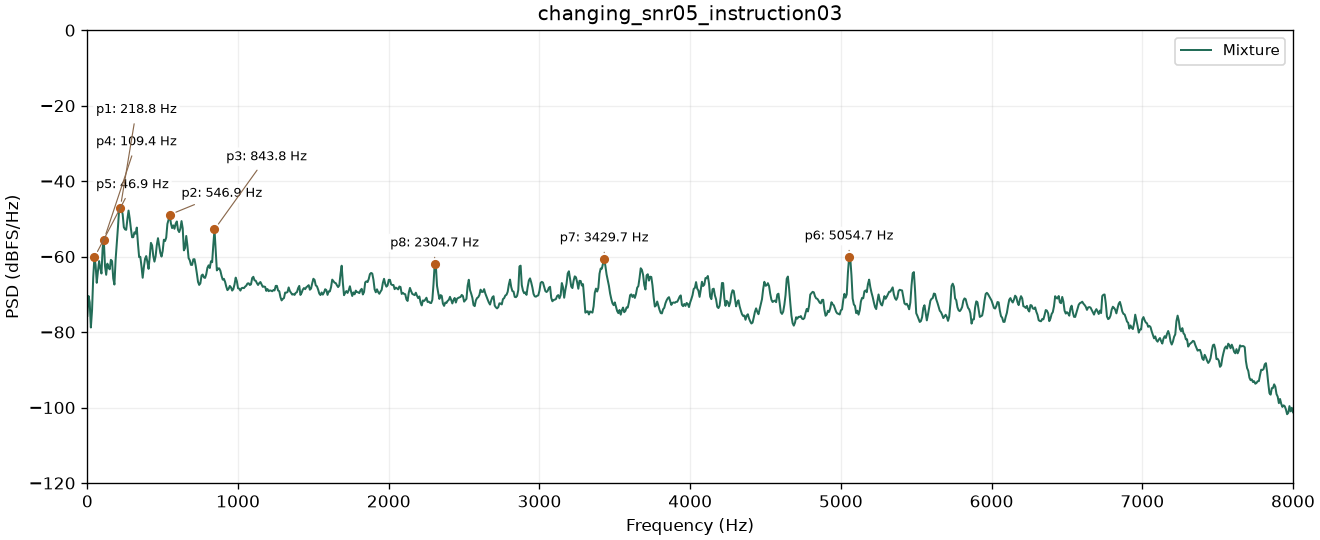 changing_snr05_instruction03
Mixture
p1: 218.8 Hz
p4: 109.4 Hz
p3: 843.8 Hz
p5: 46.9 Hz
p2: 546.9 Hz
p8: 2304.7 Hz
p7: 3429.7 Hz
p6: 5054.7 Hz
PSD (dBFS/Hz)
0
−20
−40
−60
−80
−100
−120
0 1000 2000 3000 4000 5000 6000 7000 8000
Frequency (Hz)